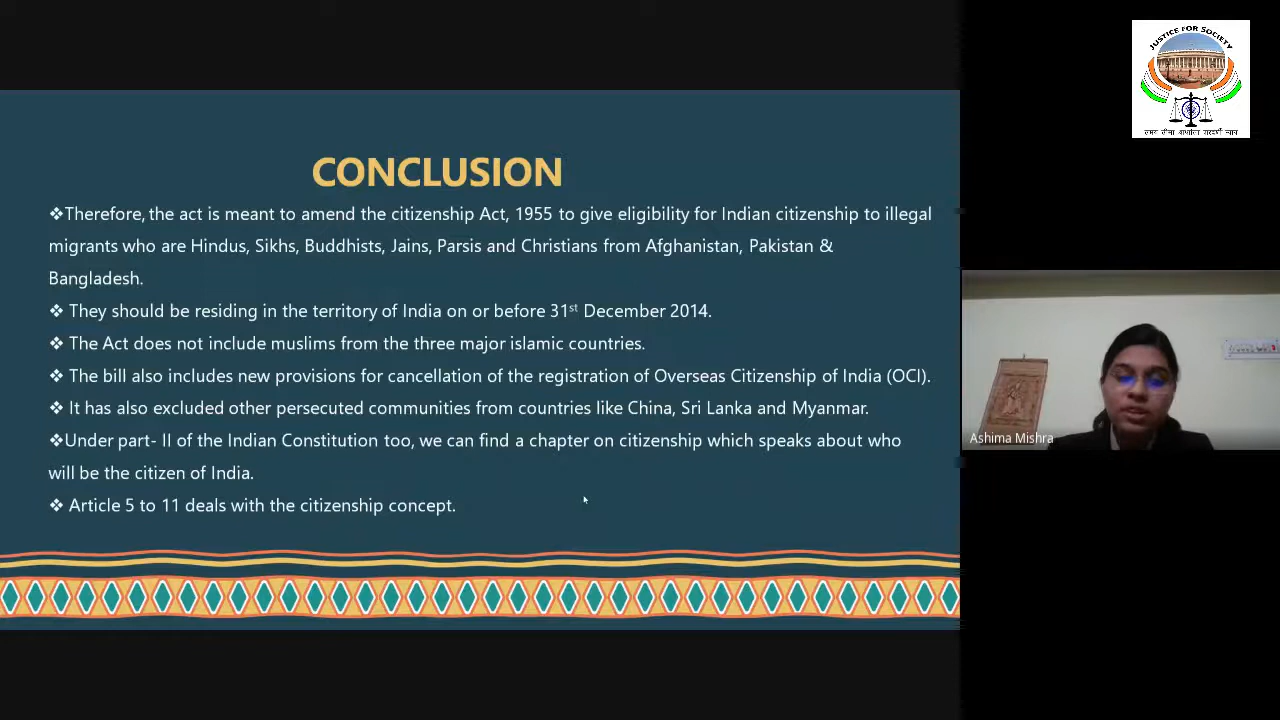 JUSTICE FOR SOCIETY
CONCLUSION
❖Therefore, the act is meant to amend the citizenship Act, 1955 to give eligibility for Indian citizenship to illegal
migrants who are Hindus, Sikhs, Buddhists, Jains, Parsis and Christians from Afghanistan, Pakistan &
Bangladesh.
❖ They should be residing in the territory of India on or before 31st December 2014.
❖ The Act does not include muslims from the three major islamic countries.
❖ The bill also includes new provisions for cancellation of the registration of Overseas Citizenship of India (OCI).
❖ It has also excluded other persecuted communities from countries like China, Sri Lanka and Myanmar.
❖Under part- II of the Indian Constitution too, we can find a chapter on citizenship which speaks about who
will be the citizen of India.
❖ Article 5 to 11 deals with the citizenship concept.
Ashima Mishra